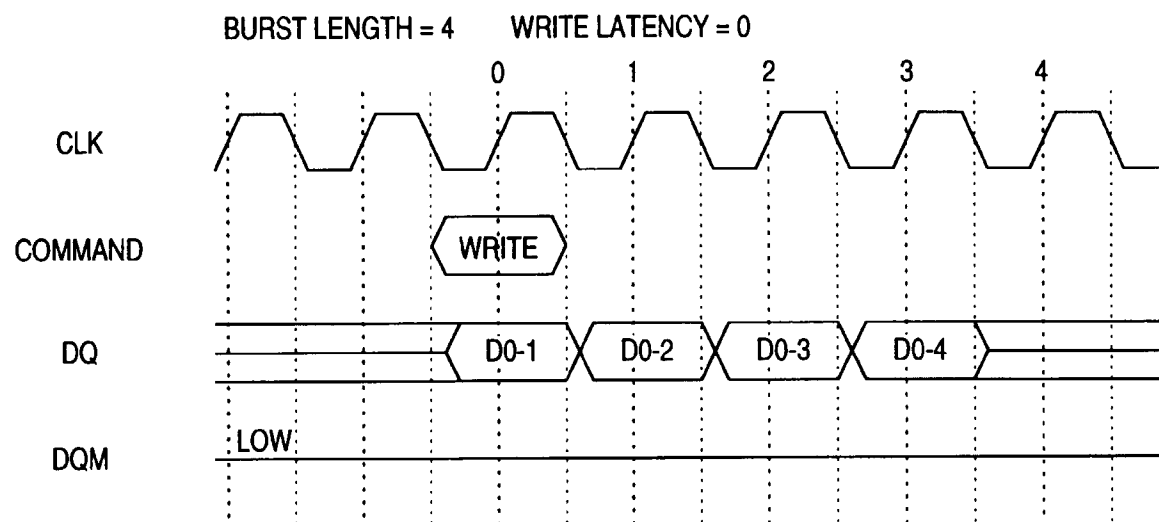 BURST LENGTH = 4 WRITE LATENCY = 0
0 1 2 3 4
CLK
COMMAND WRITE
DQ D0-1 D0-2 D0-3 D0-4
LOW
DQM